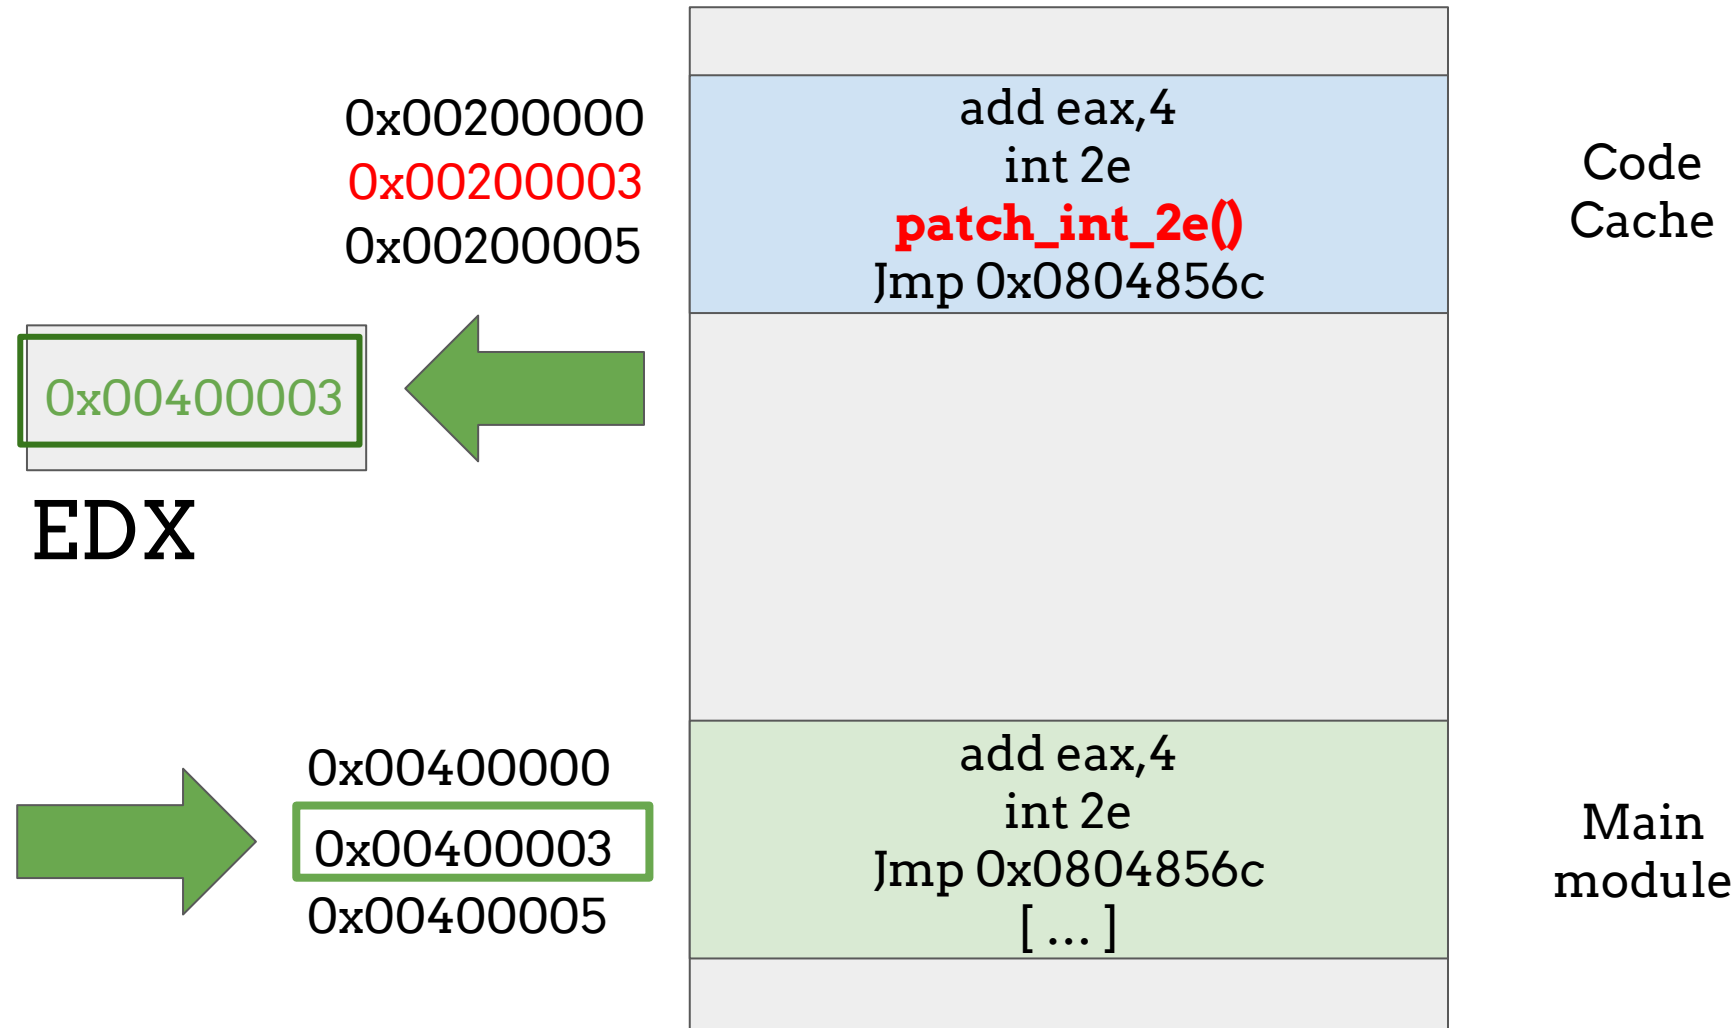 0x00200000
0x00200003
0x00200005
add eax,4
int 2e
patch_int_2e()
Jmp 0x0804856c
Code
Cache
0x00400003
EDX
0x00400000
0x00400003
0x00400005
add eax,4
int 2e
Jmp 0x0804856c
[ ... ]
Main
module